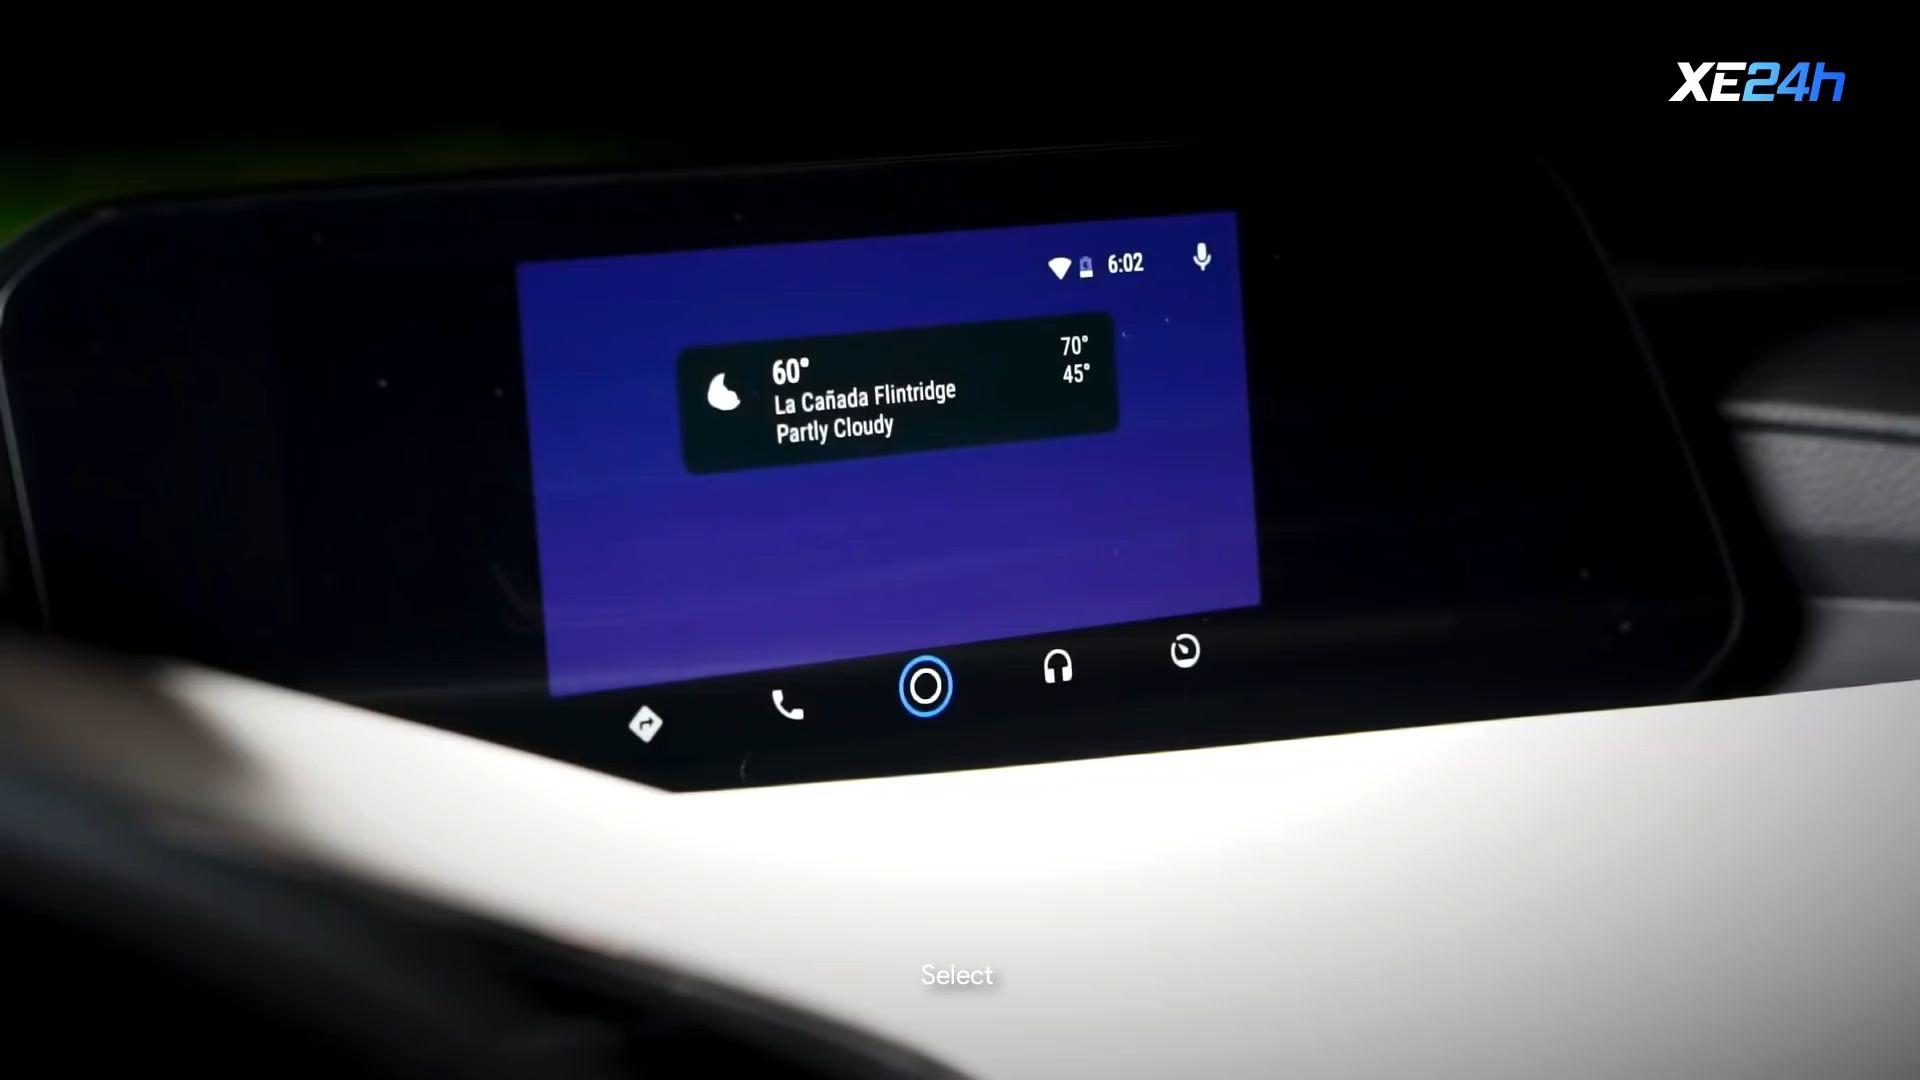 XE24h
6:02
60°
La Cañada Flintridge
Partly Cloudy
70°
45°
Select